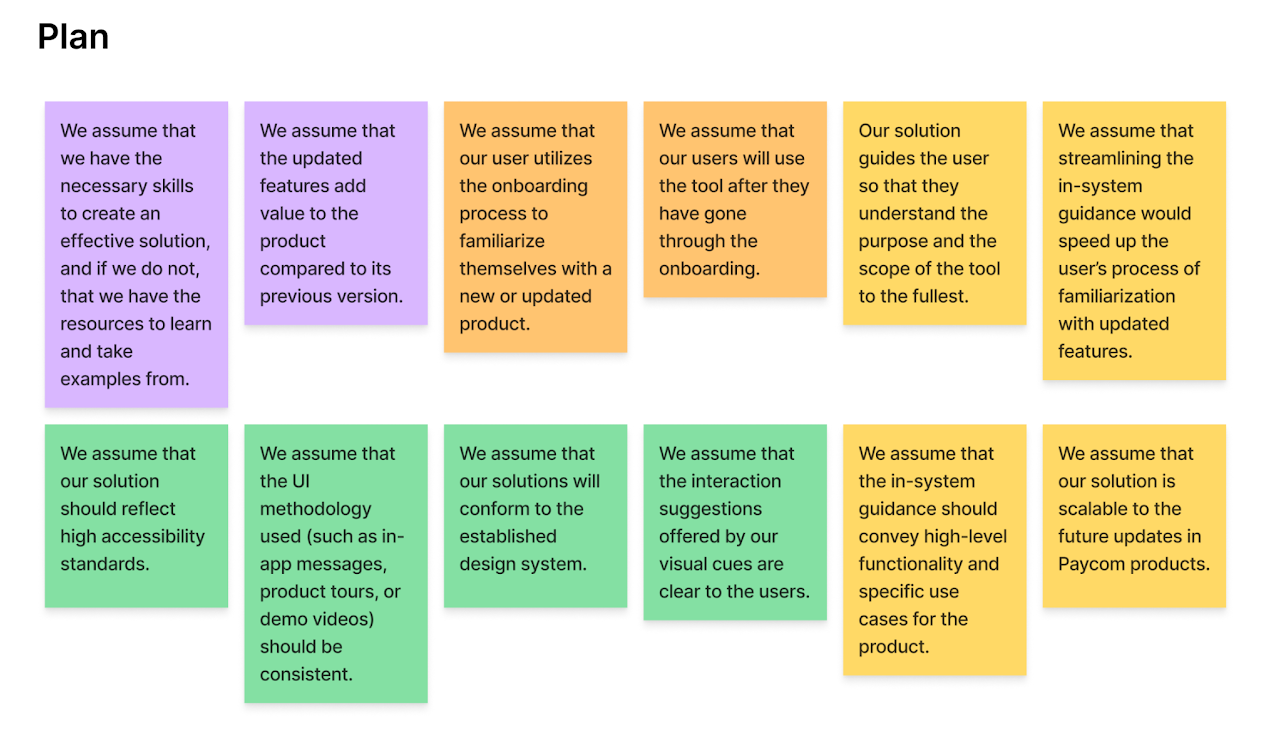 Plan
We assume that
we have the
necessary skills
to create an
effective solution,
and if we do not,
that we have the
resources to learn
and take
examples from.
We assume that
the updated
features add
value to the
product
compared to its
previous version.
We assume that
our user utilizes
the onboarding
process to
familiarize
themselves with a
new or updated
product.
We assume that
our users will use
the tool after they
have gone
through the
onboarding.
Our solution
guides the user
so that they
understand the
purpose and the
scope of the tool
to the fullest.
We assume that
streamlining the
in-system
guidance would
speed up the
user’s process of
familiarization
with updated
features.
We assume that
our solution
should reflect
high accessibility
standards.
We assume that
the UI
methodology
used (such as in-
app messages,
product tours, or
demo videos)
should be
consistent.
We assume that
our solutions will
conform to the
established
design system.
We assume that
the interaction
suggestions
offered by our
visual cues are
clear to the users.
We assume that
the in-system
guidance should
convey high-level
functionality and
specific use
cases for the
product.
We assume that
our solution is
scalable to the
future updates in
Paycom products.